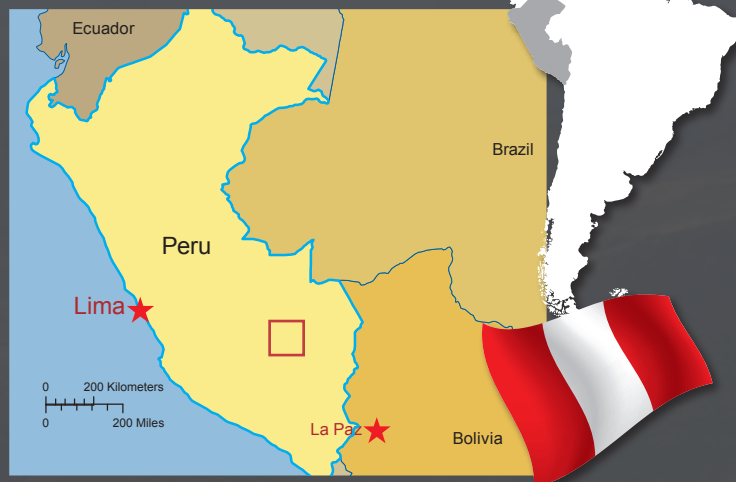 Ecuador
Brazil
Peru
Lima
0 200 Kilometers
0 200 Miles
La Paz
Bolivia